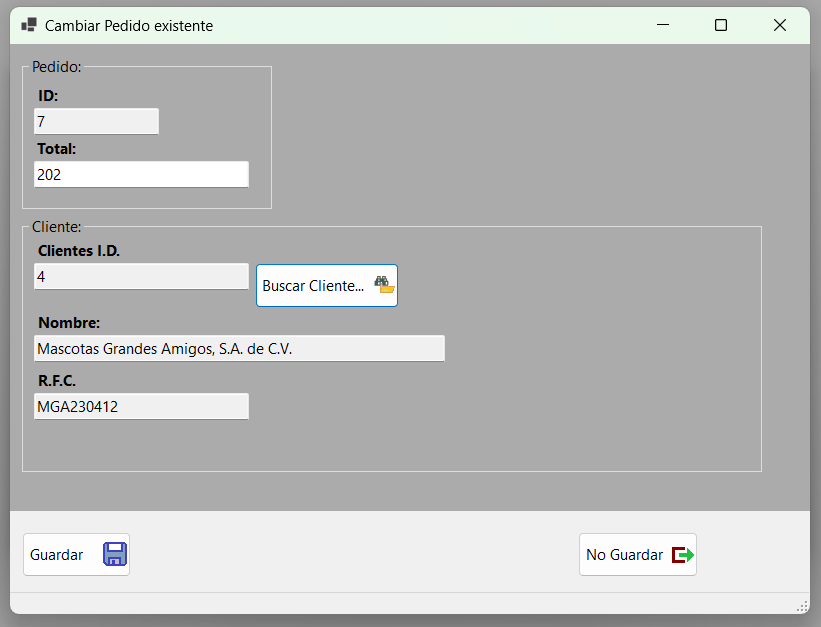 Cambiar Pedido existente
Pedido:
ID:
7
Total:
202
Cliente:
Clientes I.D.
4
Buscar Cliente...
Nombre:
Mascotas Grandes Amigos, S.A. de C.V.
R.F.C.
MGA230412
Guardar
No Guardar